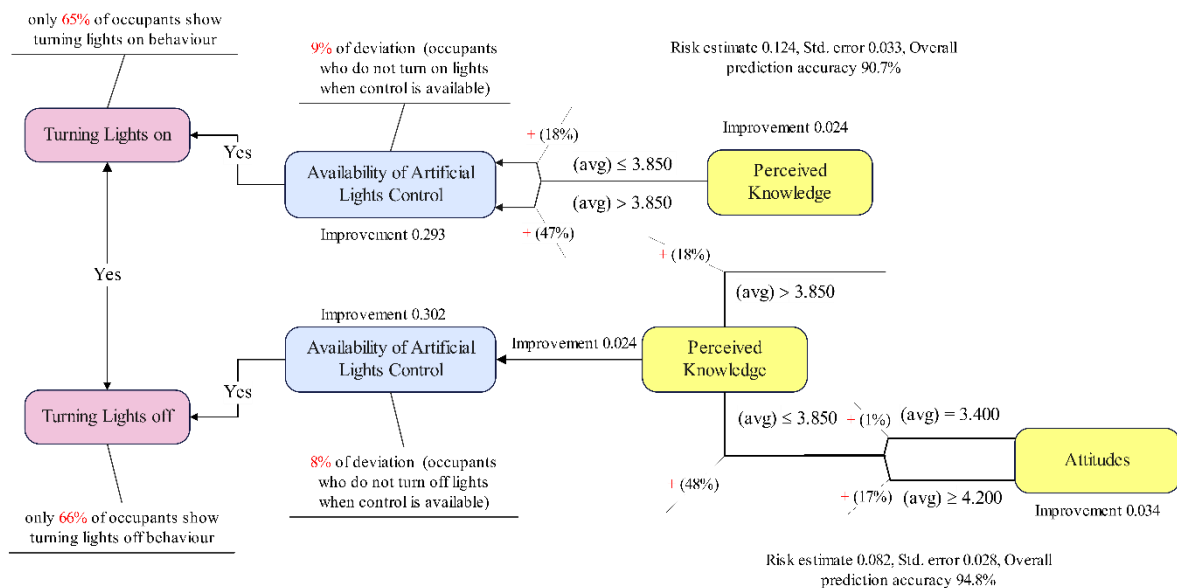 only 65% of occupants show
turning lights on behaviour
9% of deviation (occupants
who do not turn on lights
when control is available)
Risk estimate 0.124, Std. error 0.033, Overall
prediction accuracy 90.7%
Turning Lights on
Yes
Availability of Artificial
Lights Control
Improvement 0.293
+ (18%)
(avg) ≤ 3.850
(avg) > 3.850
+ (47%)
Improvement 0.024
Perceived
Knowledge
Yes
+ (18%)
(avg) > 3.850
Improvement 0.302
Availability of Artificial
Lights Control
Improvement 0.024
Perceived
Knowledge
Yes
Turning Lights off
(avg) ≤ 3.850
+ (1%)
(avg) = 3.400
Attitudes
+ (48%)
+ (17%)
(avg) ≥ 4.200
Improvement 0.034
8% of deviation (occupants
who do not turn off lights
when control is available)
only 66% of occupants show
turning lights off behaviour
Risk estimate 0.082, Std. error 0.028, Overall
prediction accuracy 94.8%